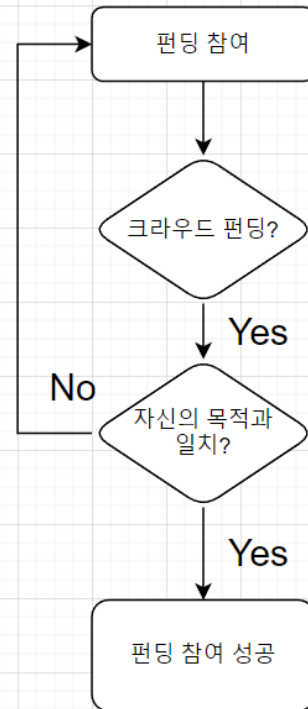 펀딩 참여
크라우드 펀딩?
Yes
No
자신의 목적과
일치?
Yes
펀딩 참여 성공